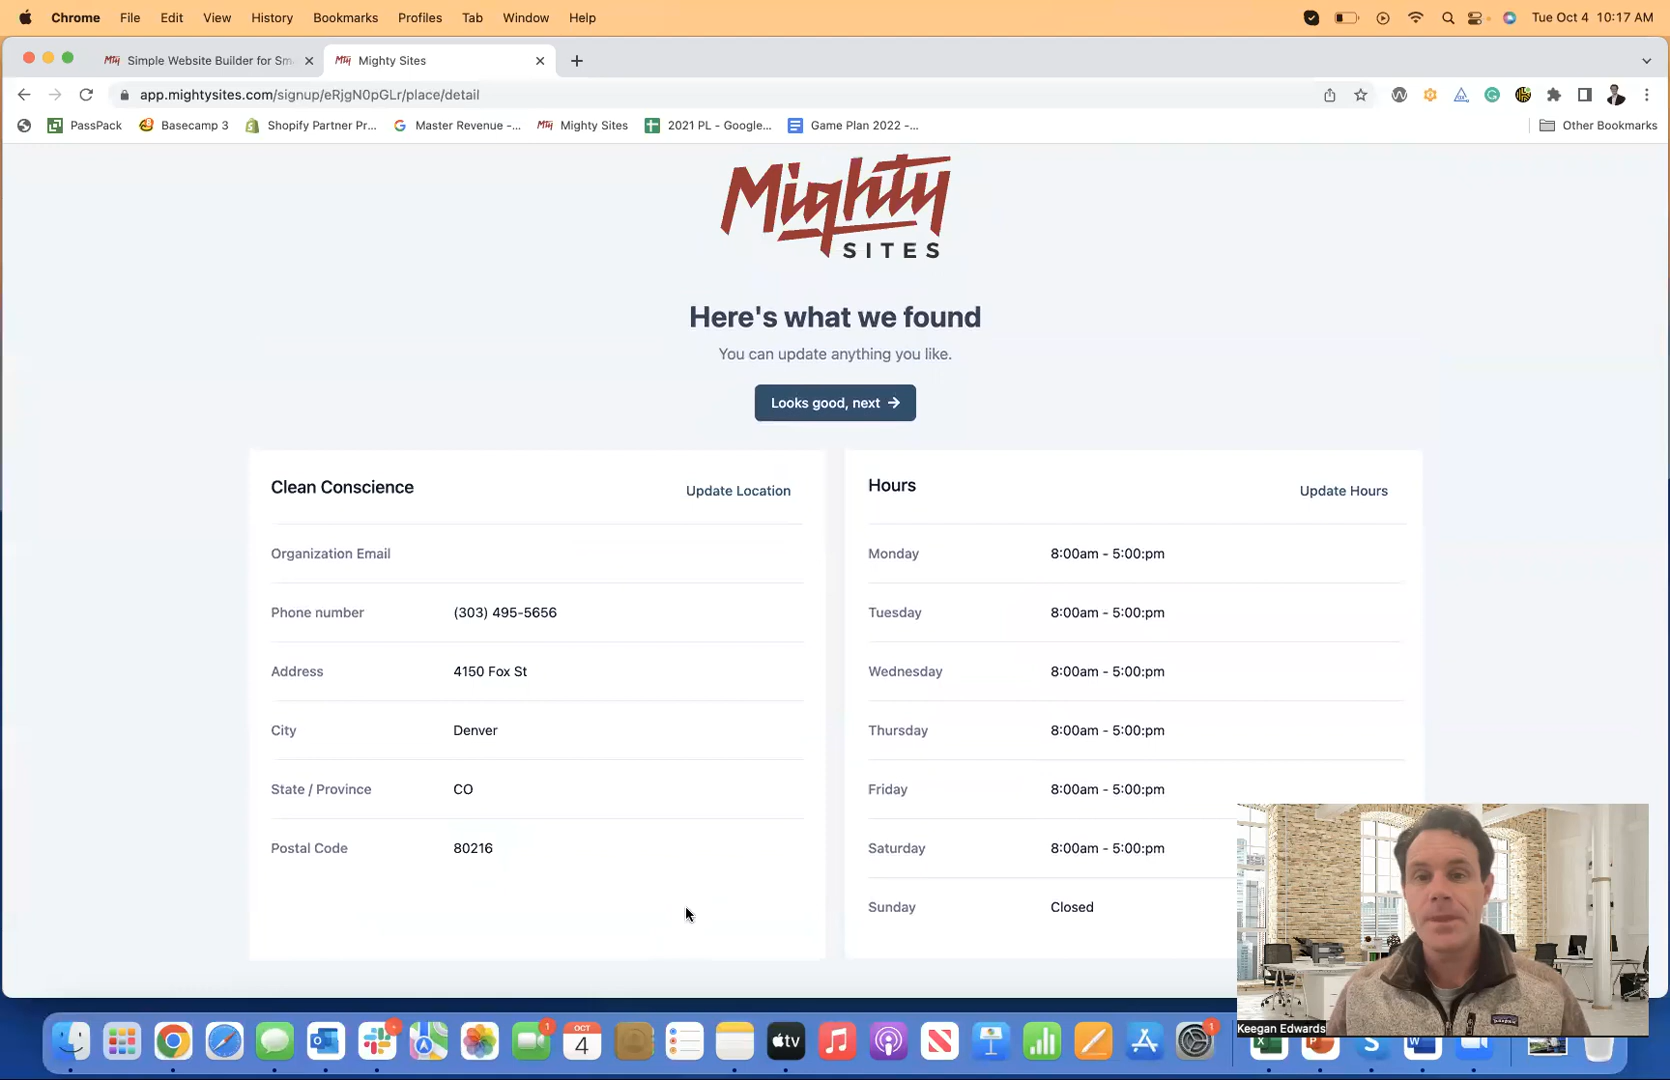 Chrome File Edit View History Bookmarks Profiles Tab Window Help Tue Oct 4 10:17 AM
Simple Website Builder for Sm Mighty Sites
app.mightysites.com/signup/eRjgN0pGLr/place/detail
PassPack Basecamp 3 Shopify Partner Pr... Master Revenue -... Mighty Sites 2021 PL - Google... Game Plan 2022 -... Other Bookmarks
Mighty
SITES
Here's what we found
You can update anything you like.
Looks good, next →
Clean Conscience Update Location
Organization Email
Phone number (303) 495-5656
Address 4150 Fox St
City Denver
State / Province CO
Postal Code 80216
Hours Update Hours
Monday 8:00am - 5:00:pm
Tuesday 8:00am - 5:00:pm
Wednesday 8:00am - 5:00:pm
Thursday 8:00am - 5:00:pm
Friday 8:00am - 5:00:pm
Saturday 8:00am - 5:00:pm
Sunday Closed
Keegan Edwards
1 OCT 4 tv 1